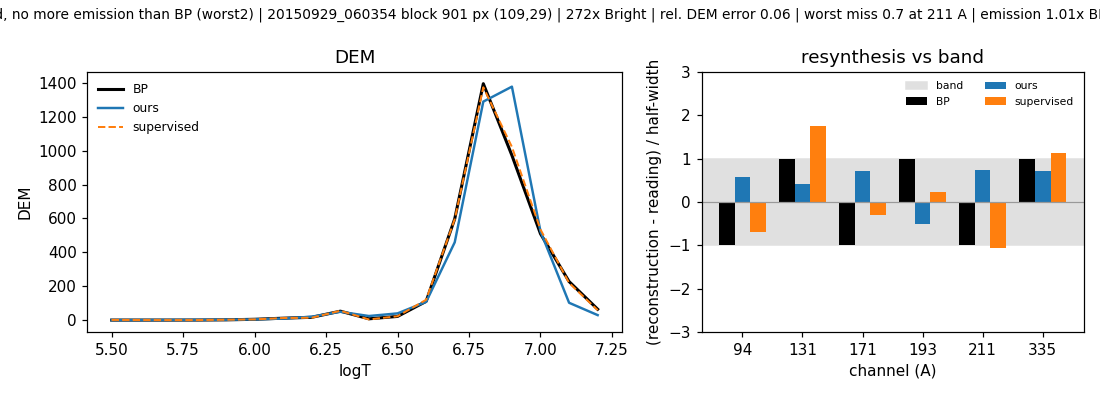 d, no more emission than BP (worst2) | 20150929_060354 block 901 px (109,29) | 272x Bright | rel. DEM error 0.06 | worst miss 0.7 at 211 A | emission 1.01x B
DEM
BP
ours
supervised
1400
1200
1000
800
600
400
200
0
DEM
5.50 5.75 6.00 6.25 6.50 6.75 7.00 7.25
logT
resynthesis vs band
band ours
BP supervised
3
2
1
0
−1
−2
−3
(reconstruction - reading) / half-width
94 131 171 193 211 335
channel (A)